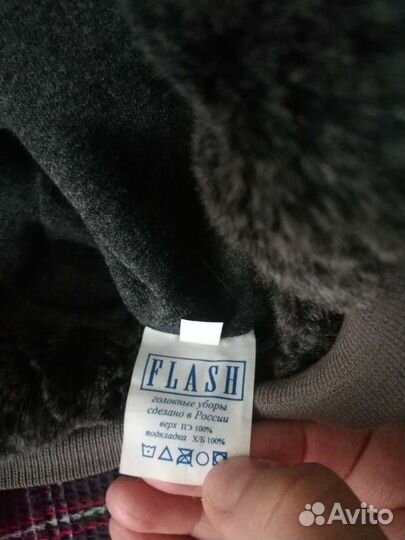 FLASH
головные уборы
сделано в России
верх ПЭ 100%
подкладка Х/Б 100%
Avito